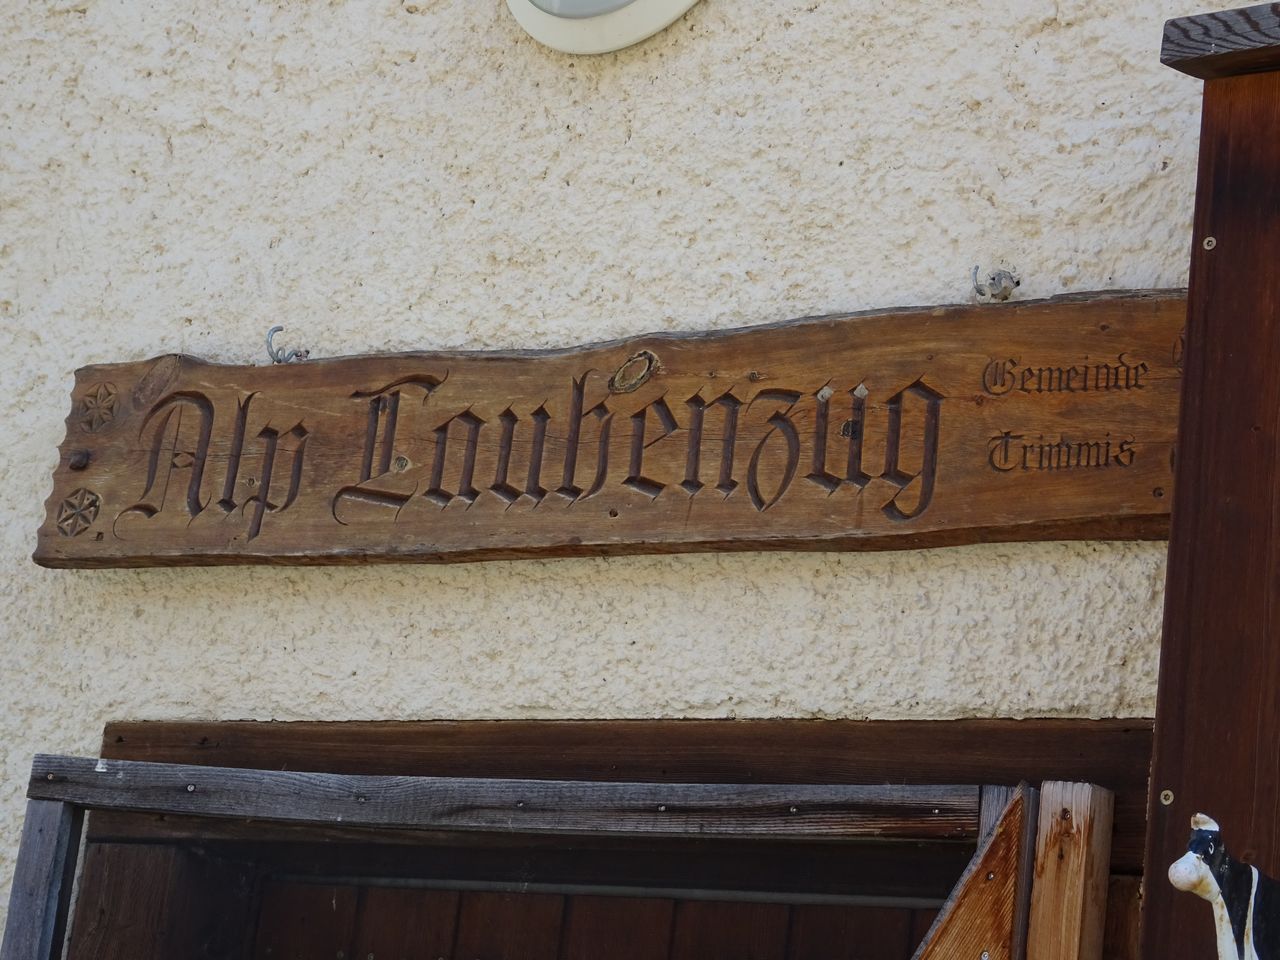 Alp Laubenzug
Gemeinde
Trimmis